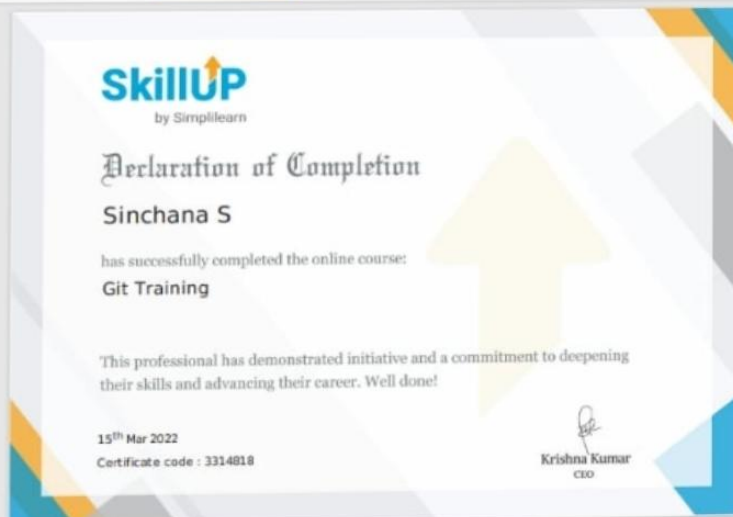 SkillUP
by Simplilearn
Declaration of Completion
Sinchana S
has successfully completed the online course:
Git Training
This professional has demonstrated initiative and a commitment to deepening
their skills and advancing their career. Well done!
15th Mar 2022
Certificate code : 3314818
Krishna Kumar
CEO